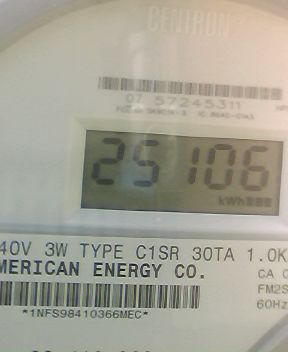 CENTRON
07 57245311
25106
kWh
40V 3W TYPE C1SR 30TA 1.0K
MERICAN ENERGY CO.
CA 0
FM2S
60Hz
*1NFS98410366MEC*